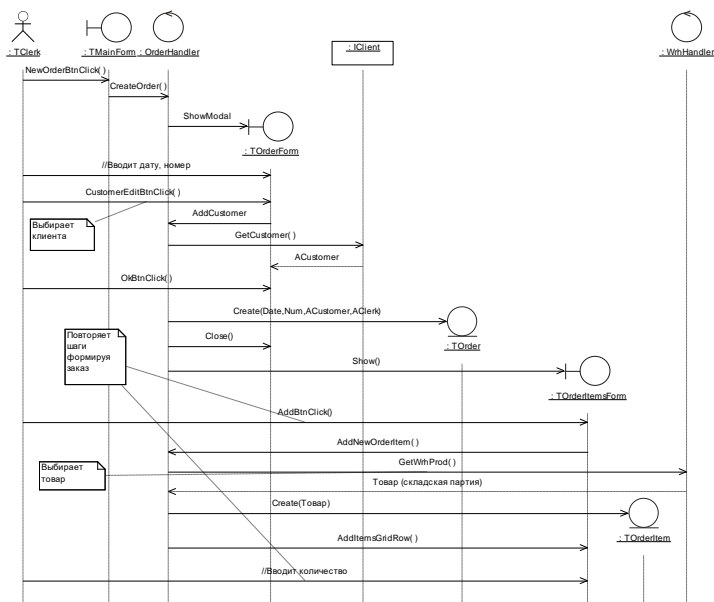 : TClerk
: TMainForm
: OrderHandler
: IClient
: WrhHandler
NewOrderBtnClick( )
CreateOrder( )
ShowModal
: TOrderForm
//Вводит дату, номер
CustomerEditBtnClick( )
AddCustomer
Выбирает
клиента
GetCustomer( )
ACustomer
OkBtnClick( )
Create(Date,Num,ACustomer,AClerk)
: TOrder
Повторяет
шаги
формируя
заказ
Close()
Show()
: TOrderItemsForm
AddBtnClick()
AddNewOrderItem( )
GetWrhProd( )
Выбирает
товар
Товар (складская партия)
Create(Товар)
: TOrderItem
AddItemsGridRow( )
//Вводит количество